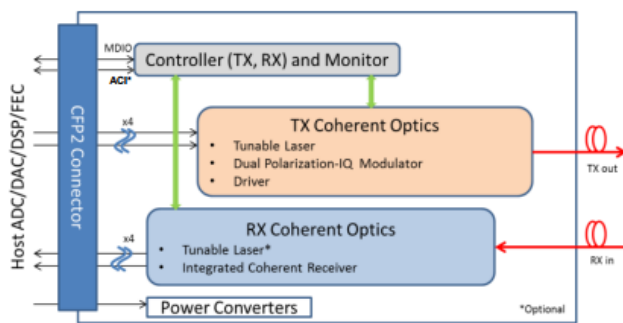 Host ADC/DAC/DSP/FEC
CFP2 Connector
MDIO
ACI*
Controller (TX, RX) and Monitor
x4
TX Coherent Optics
• Tunable Laser
• Dual Polarization-IQ Modulator
• Driver
TX out
x4
RX Coherent Optics
• Tunable Laser*
• Integrated Coherent Receiver
RX in
Power Converters
*Optional